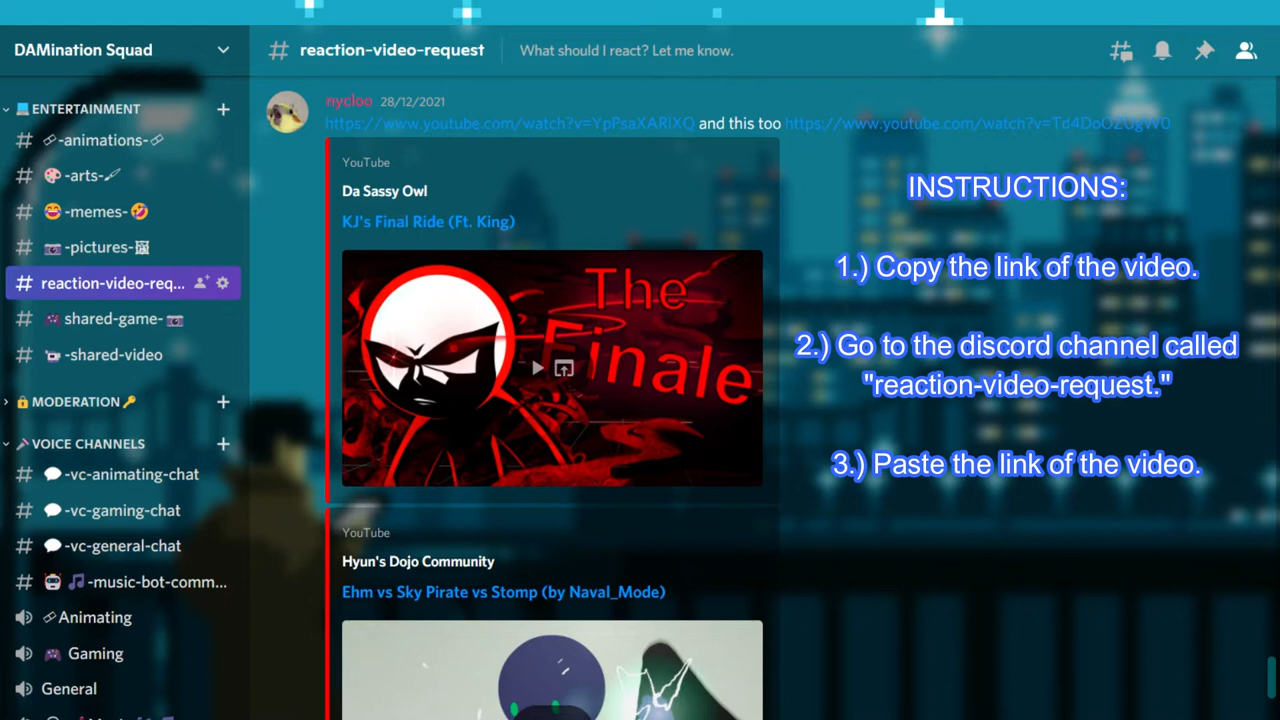 DAMination Squad
# reaction-video-request
What should I react? Let me know.
ENTERTAINMENT
# -animations-
# -arts-
# -memes-
# -pictures-
# reaction-video-req...
# shared-game-
# -shared-video
MODERATION
VOICE CHANNELS
# -vc-animating-chat
# -vc-gaming-chat
# -vc-general-chat
# -music-bot-comm...
Animating
Gaming
General
nycloo 28/12/2021
https://www.youtube.com/watch?v=YpPsaXARlXQ and this too https://www.youtube.com/watch?v=Td4DoOZUgW0
YouTube
Da Sassy Owl
KJ's Final Ride (Ft. King)
The
Finale
YouTube
Hyun's Dojo Community
Ehm vs Sky Pirate vs Stomp (by Naval_Mode)
INSTRUCTIONS:
1.) Copy the link of the video.
2.) Go to the discord channel called
"reaction-video-request."
3.) Paste the link of the video.